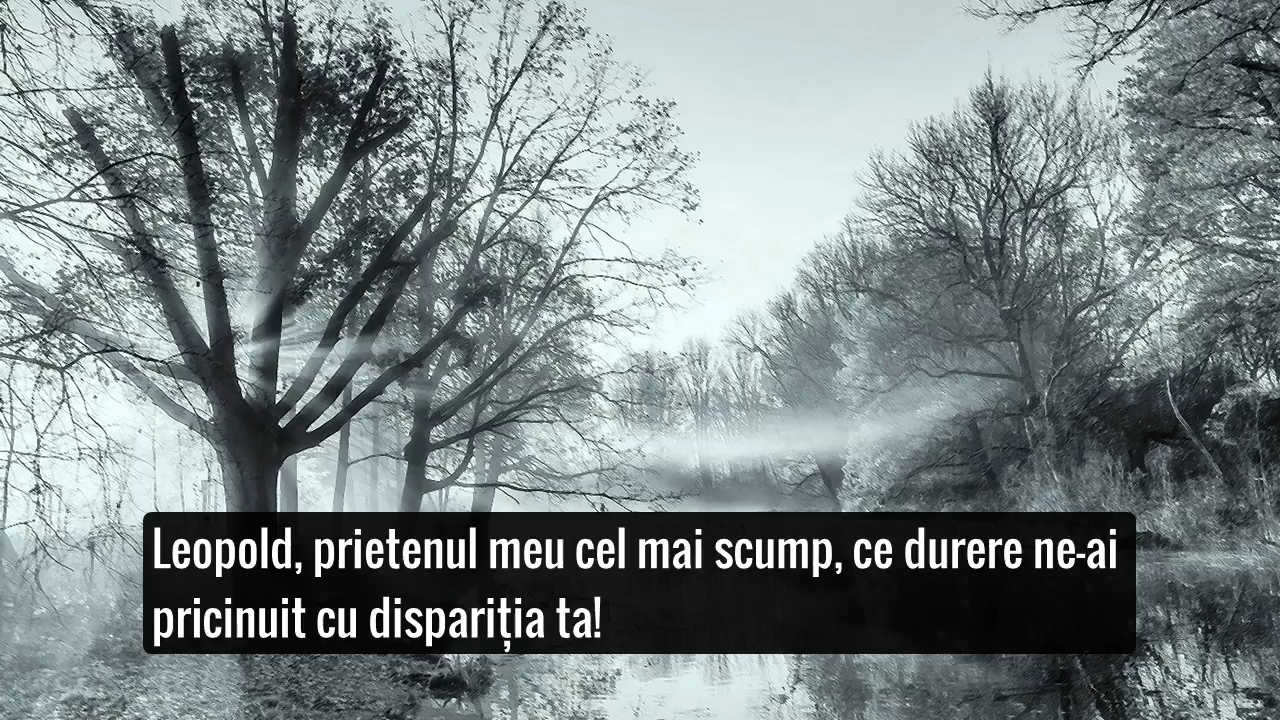 Leopold, prietenul meu cel mai scump, ce durere ne-ai
pricinuit cu dispariția ta!